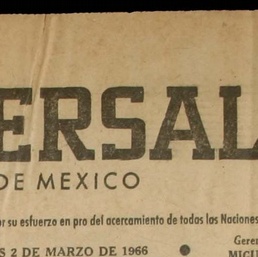 ERSAL
DE MEXICO
or su esfuerzo en pro del acercamiento de todas las Naciones
S 2 DE MARZO DE 1966 ●
Geren
MIGU